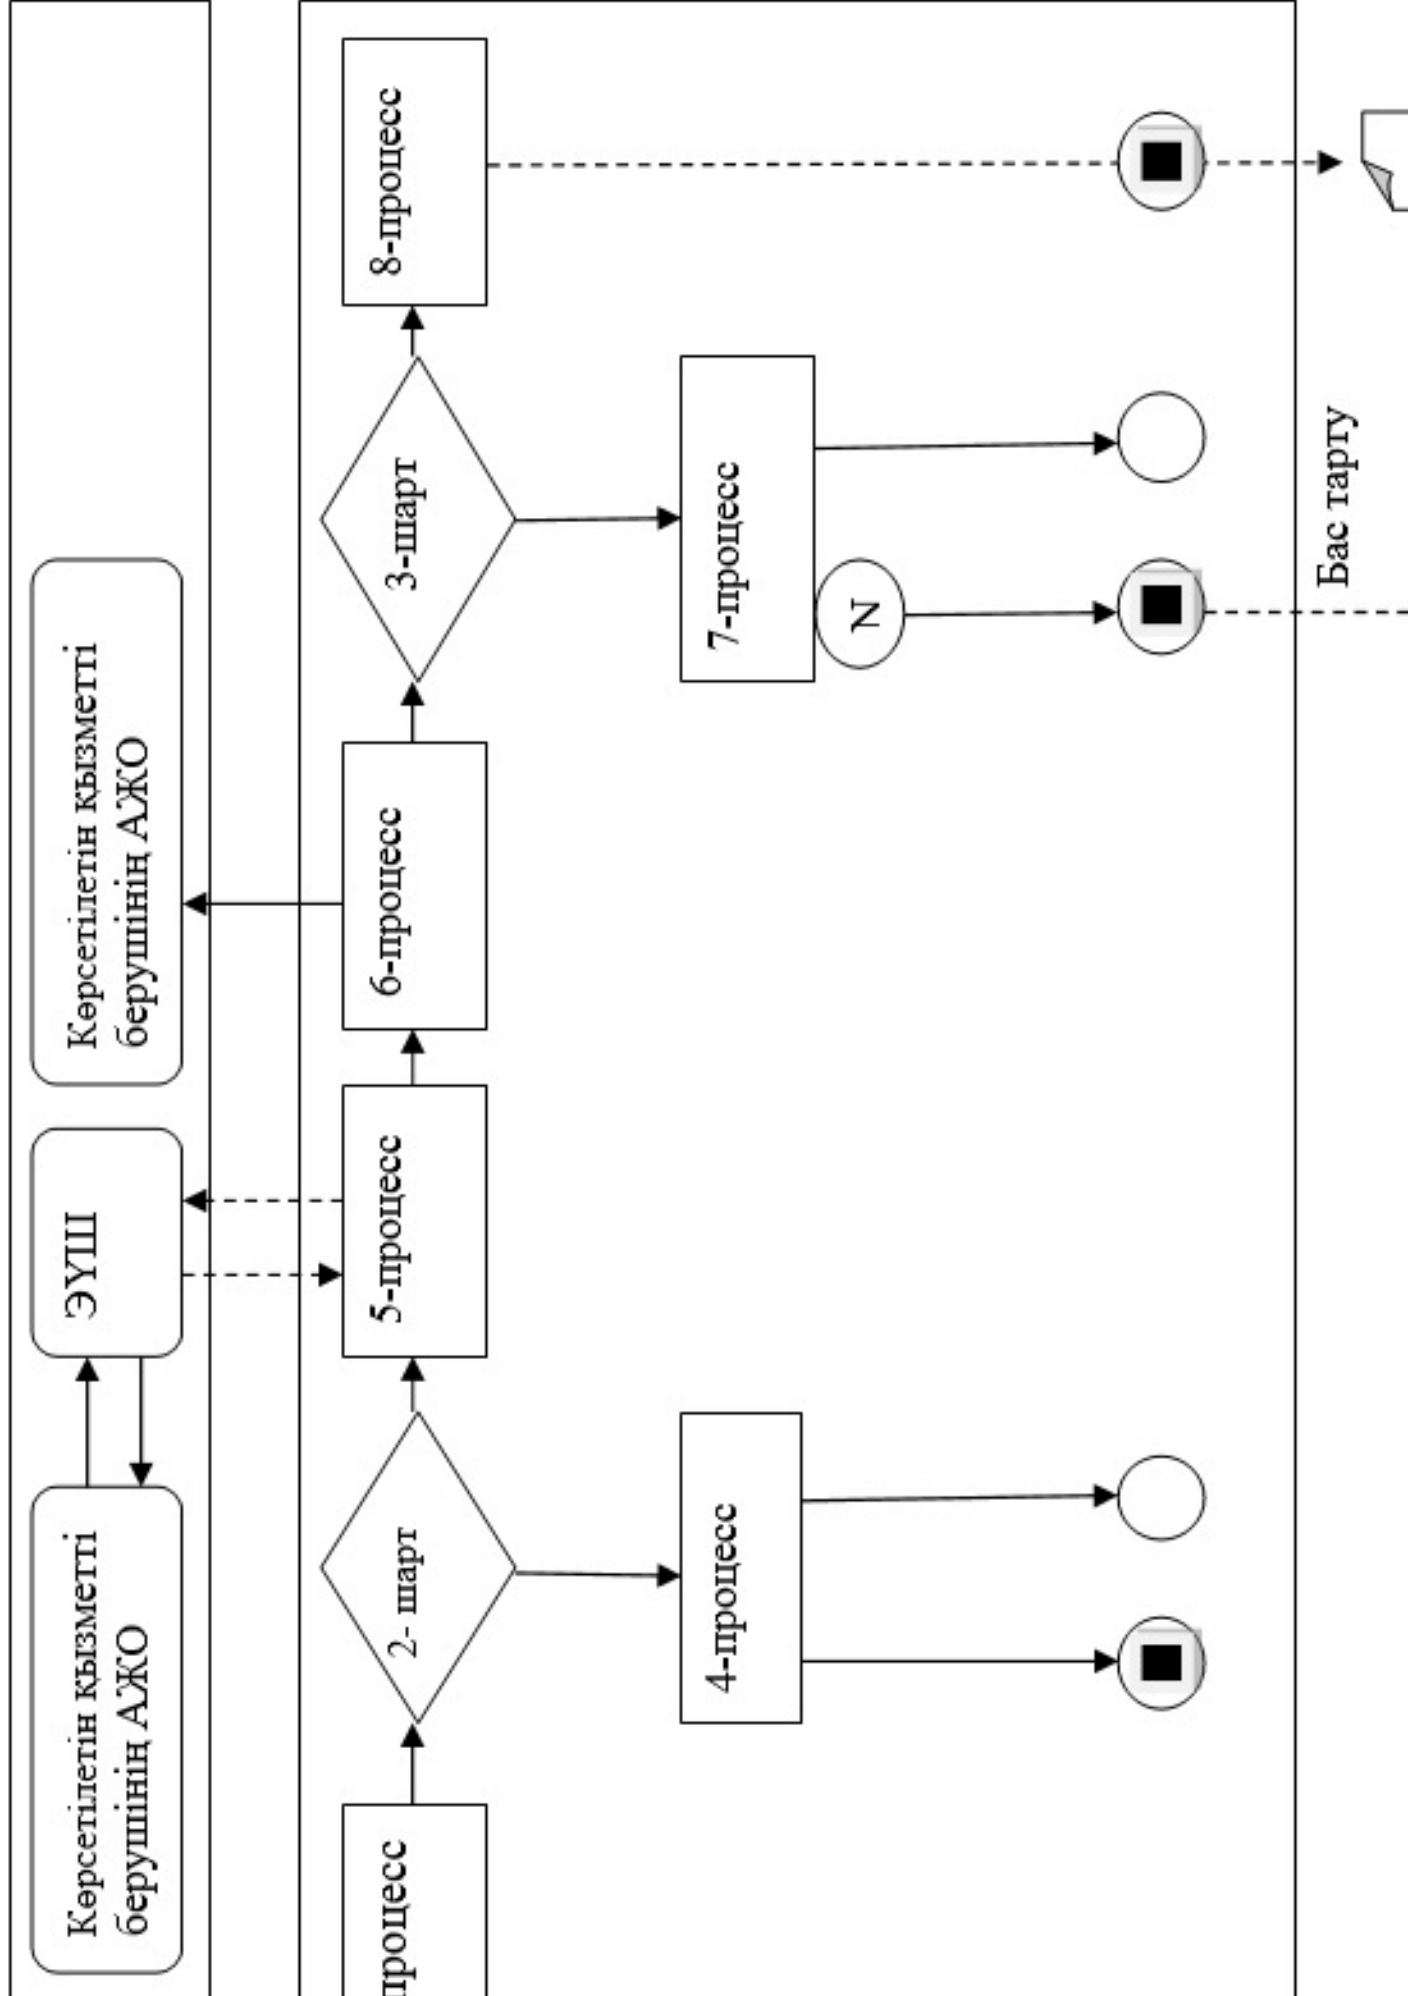 Көрсетілетін қызметті
берушінің АЖО
ЭҮШ
Көрсетілетін қызметті
берушінің АЖО
процесс
2- шарт
5-процесс
6-процесс
3-шарт
8-процесс
4-процесс
7-процесс
N
Бас тарту